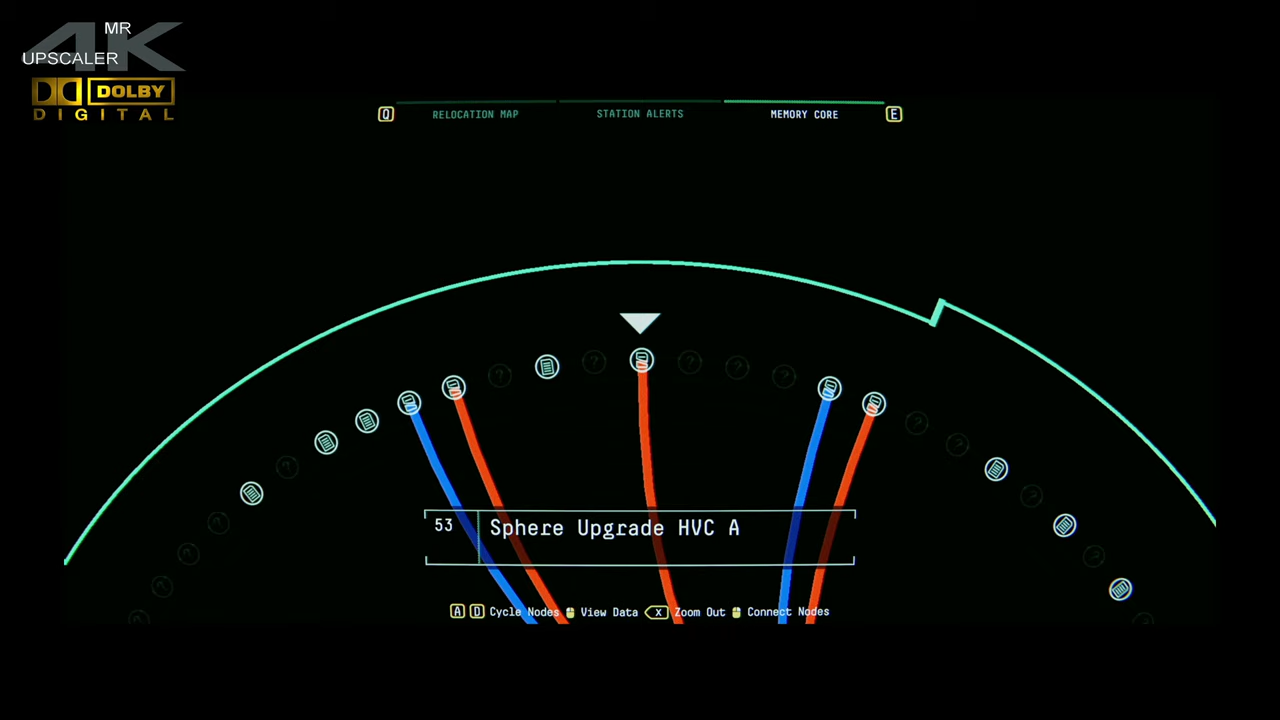 4K
MR
UPSCALER
DOLBY
DIGITAL
Q RELOCATION MAP STATION ALERTS MEMORY CORE E
? ? ? ? ?
53 Sphere Upgrade HVC A
A D Cycle Nodes View Data X Zoom Out Connect Nodes